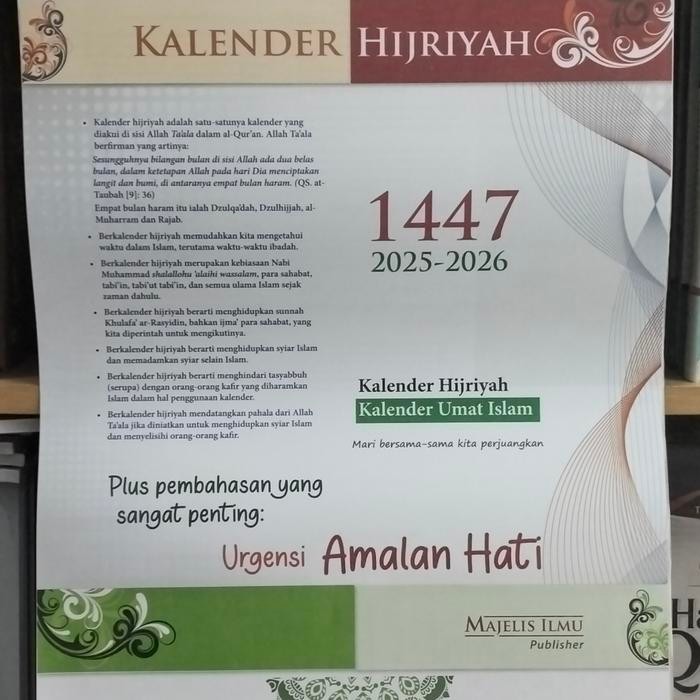 KALENDER HIJRIYAH
• Kalender hijriyah adalah satu-satunya kalender yang
diakui di sisi Allah Ta'ala dalam al-Qur'an. Allah Ta'ala
berfirman yang artinya:
Sesungguhnya bilangan bulan di sisi Allah ada dua belas
bulan, dalam ketetapan Allah pada hari Dia menciptakan
langit dan bumi, di antaranya empat bulan haram. (QS. at-
Taubah [9]: 36)
Empat bulan haram itu ialah Dzulqa'dah, Dzulhijjah, al-
Muharram dan Rajab.
• Berkalender hijriyah memudahkan kita mengetahui
waktu dalam Islam, terutama waktu-waktu ibadah.
• Berkalender hijriyah merupakan kebiasaan Nabi
Muhammad shalallohu 'alaihi wassalam, para sahabat,
tabi'in, tabi'ut tabi'in, dan semua ulama Islam sejak
zaman dahulu.
• Berkalender hijriyah berarti menghidupkan sunnah
Khulafa' ar-Rasyidin, bahkan ijma' para sahabat, yang
kita diperintah untuk mengikutinya.
• Berkalender hijriyah berarti menghidupkan syiar Islam
dan memadamkan syiar selain Islam.
• Berkalender hijriyah berarti menghindari tasyabbuh
(serupa) dengan orang-orang kafir yang diharamkan
Islam dalam hal penggunaan kalender.
• Berkalender hijriyah mendatangkan pahala dari Allah
Ta'ala jika diniatkan untuk menghidupkan syiar Islam
dan menyelisihi orang-orang kafir.
1447
2025-2026
Kalender Hijriyah
Kalender Umat Islam
Mari bersama-sama kita perjuangkan
Plus pembahasan yang
sangat penting:
Urgensi Amalan Hati
MAJELIS ILMU
Publisher